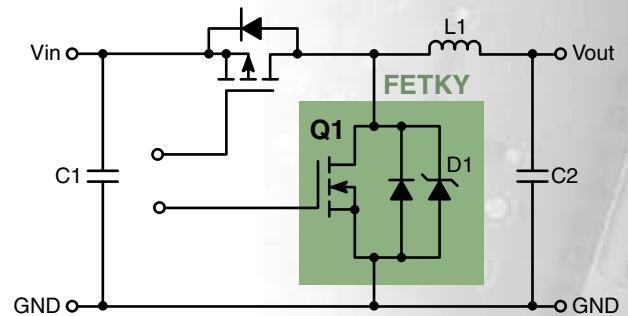 L1
Vin
Vout
FETKY
Q1
D1
C1
C2
GND
GND